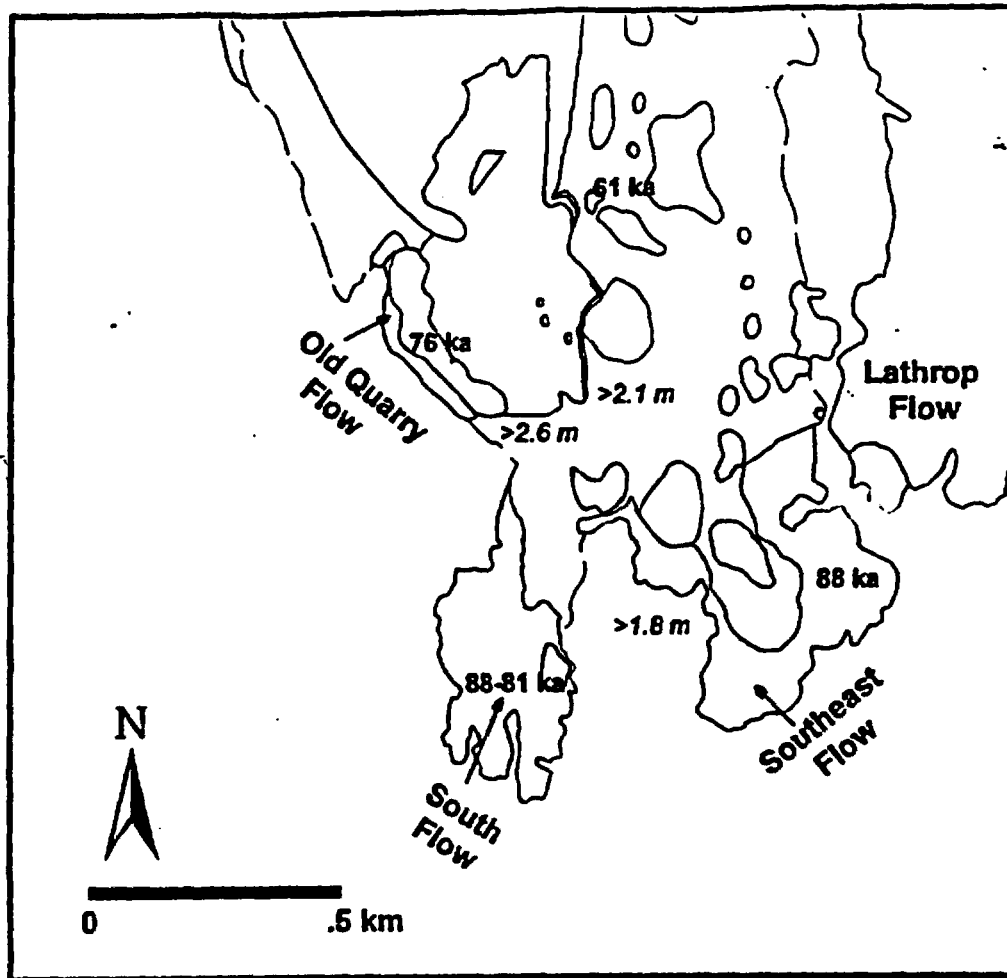 61 ka
Old Quarry
Flow
76 ka
>2.1 m
>2.6 m
Lathrop
Flow
88 ka
>1.8 m
88-81 ka
Southeast
Flow
South
Flow
N
0
.5 km